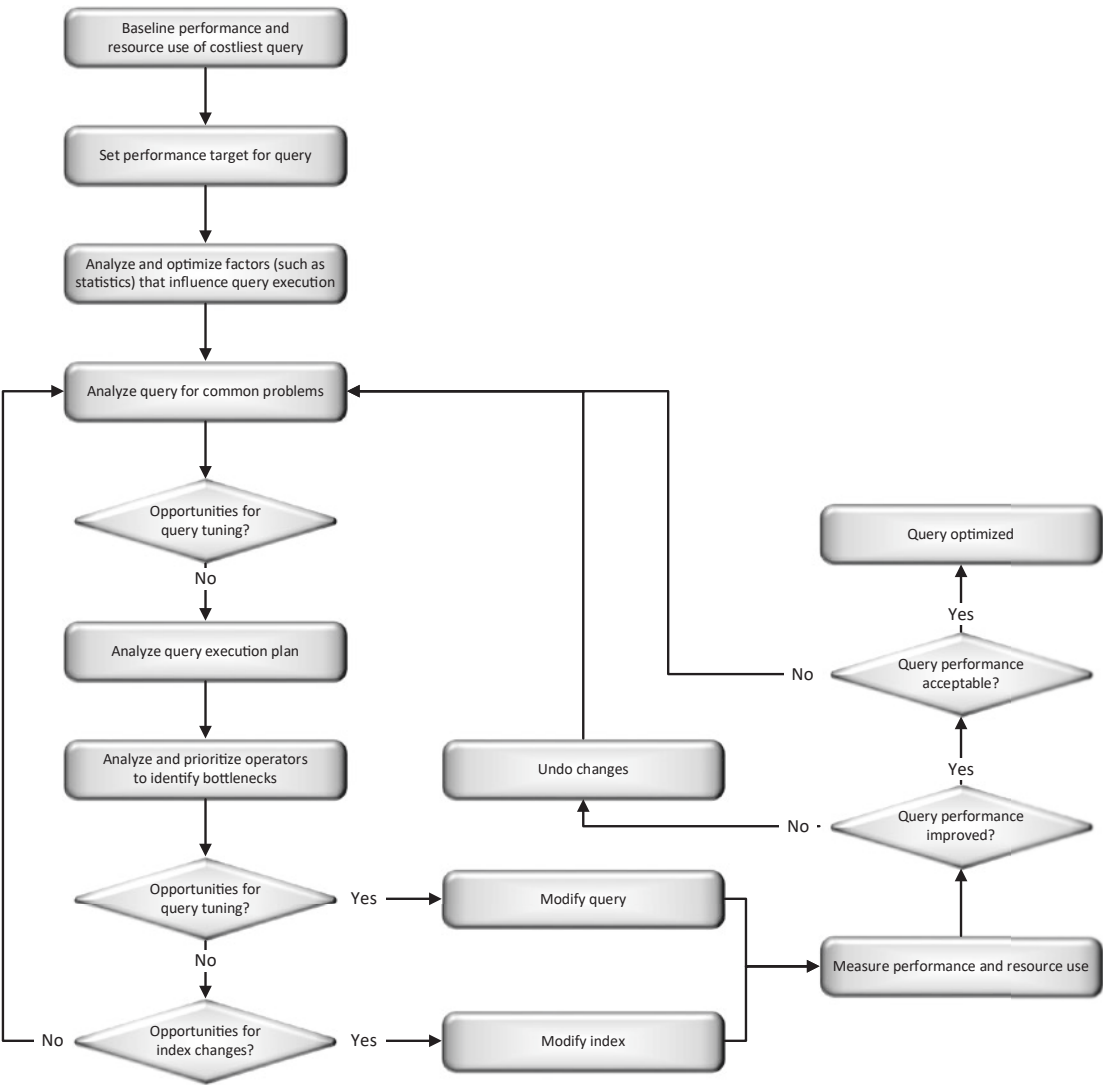 Baseline performance and
resource use of costliest query
Set performance target for query
Analyze and optimize factors (such as
statistics) that influence query execution
Analyze query for common problems
Opportunities for
query tuning?
No
Analyze query execution plan
Analyze and prioritize operators
to identify bottlenecks
Opportunities for
query tuning?
Yes
No
Opportunities for
index changes?
No
Yes
Modify query
Modify index
Measure performance and resource use
Query performance
improved?
No
Undo changes
Yes
Query performance
acceptable?
No
Yes
Query optimized